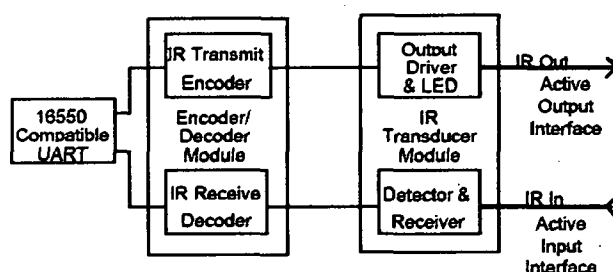 16550
Compatible
UART
IR Transmit
Encoder
Encoder/
Decoder
Module
IR Receive
Decoder
Output
Driver
& LED
IR
Transducer
Module
Detector &
Receiver
IR Out
Active
Output
Interface
IR In
Active
Input
Interface